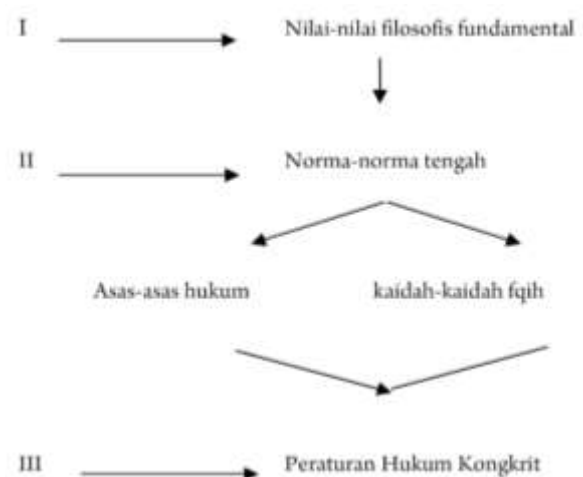 I Nilai-nilai filosofis fundamental
II Norma-norma tengah
Asas-asas hukum kaidah-kaidah fqih
III Peraturan Hukum Kongkrit